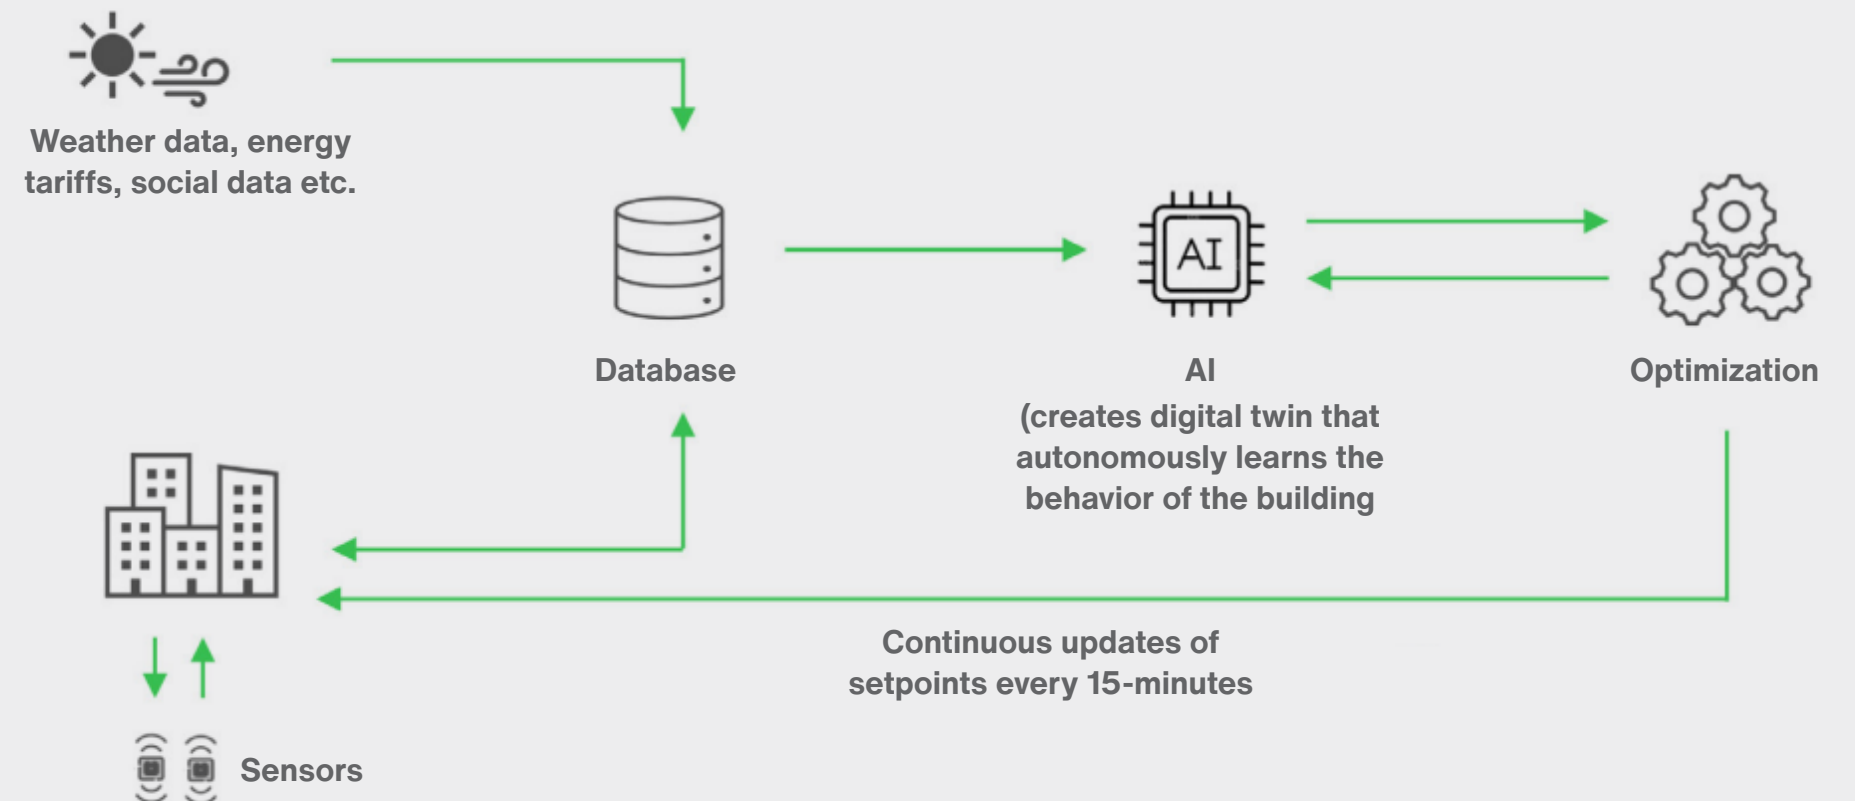 Weather data, energy
tariffs, social data etc.
AI
Database
AI
(creates digital twin that
autonomously learns the
behavior of the building
Optimization
Continuous updates of
setpoints every 15-minutes
Sensors